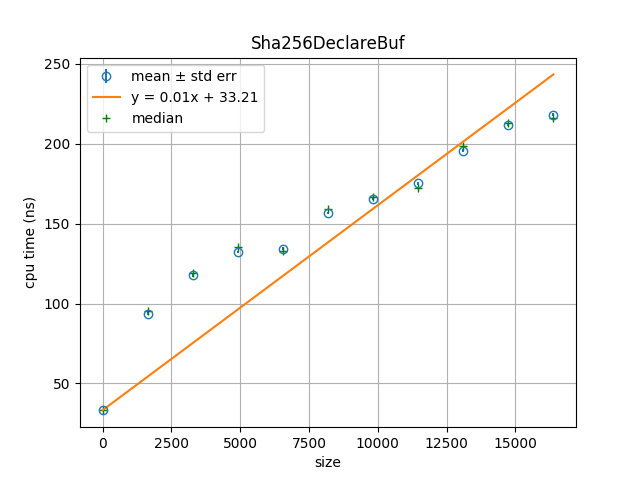 Sha256DeclareBuf
250
200
150
100
50
cpu time (ns)
mean ± std err
y = 0.01x + 33.21
median
0
2500
5000
7500
10000
12500
15000
size